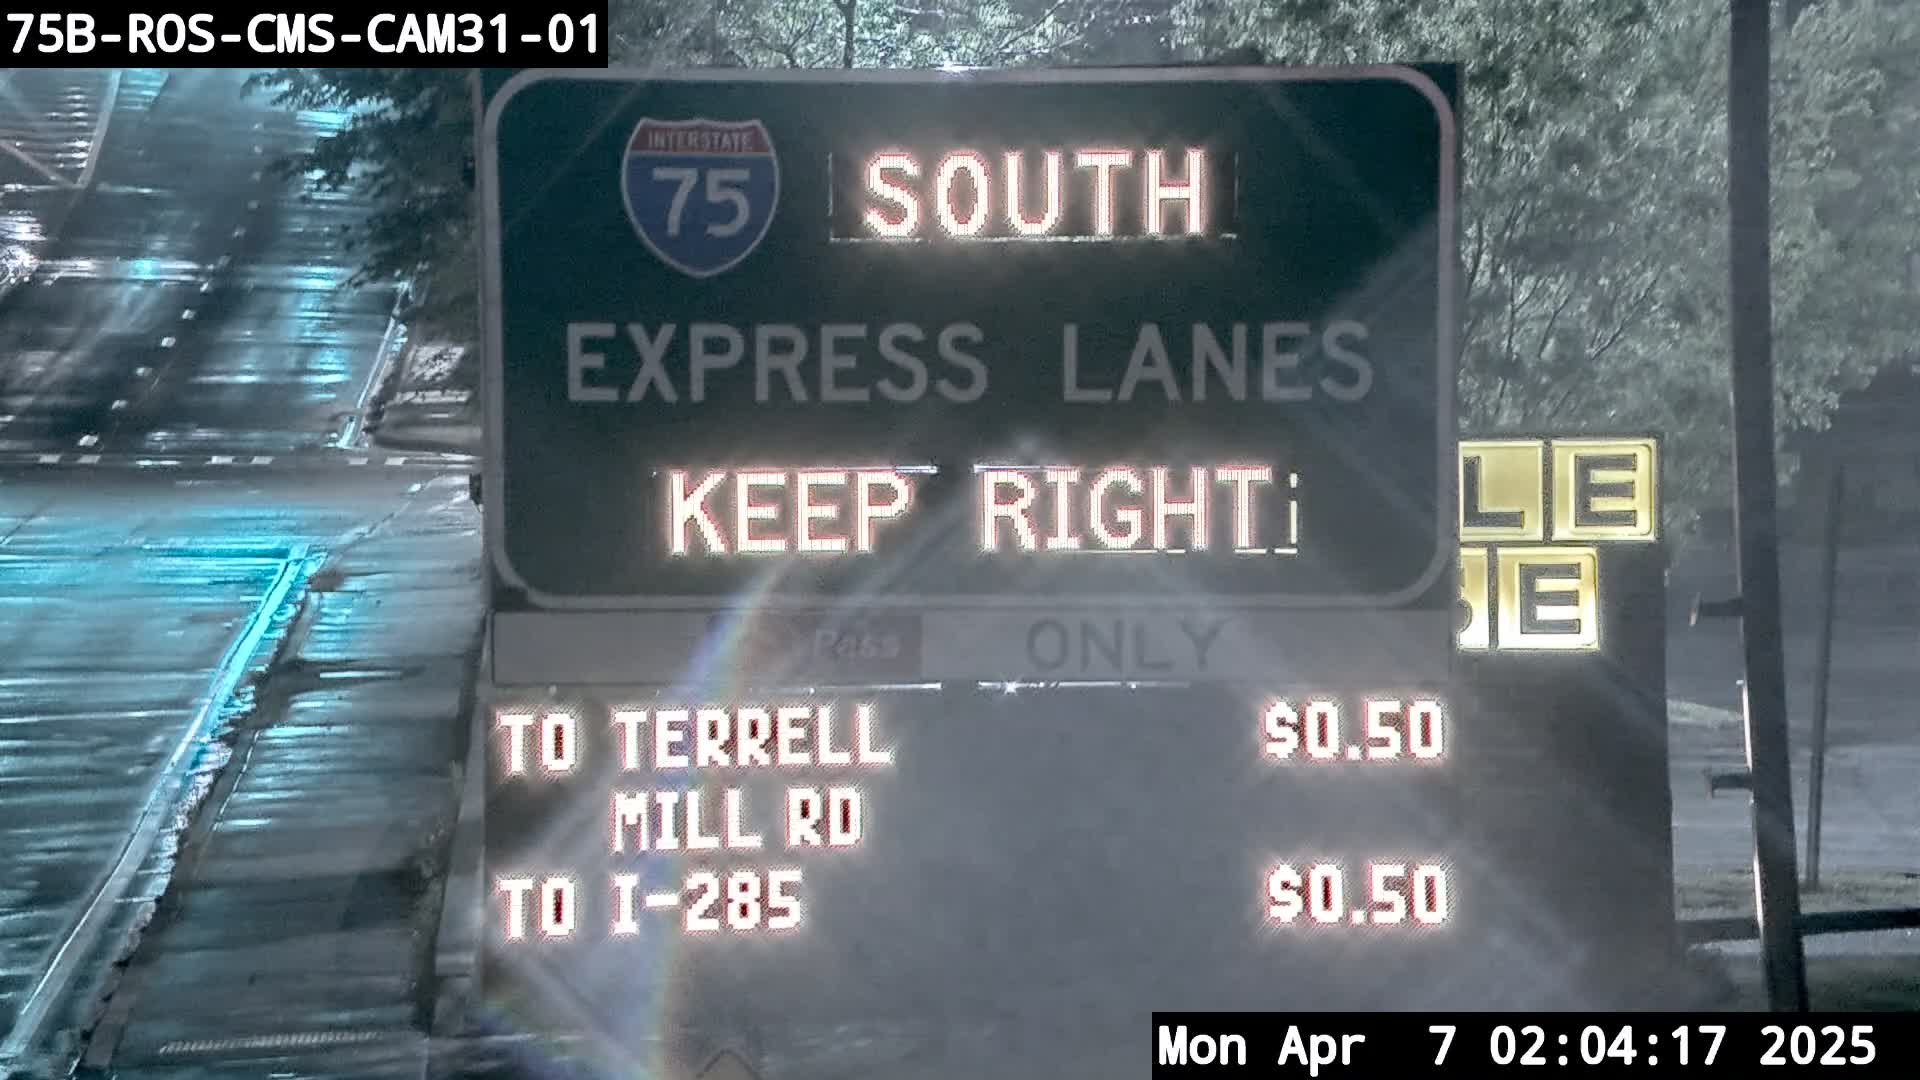 75B-ROS-CMS-CAM31-01
INTERSTATE
75
SOUTH
EXPRESS LANES
KEEP RIGHT
Pass ONLY
TO TERRELL $0.50
MILL RD
TO I-285 $0.50
LE
E
Mon Apr 7 02:04:17 2025